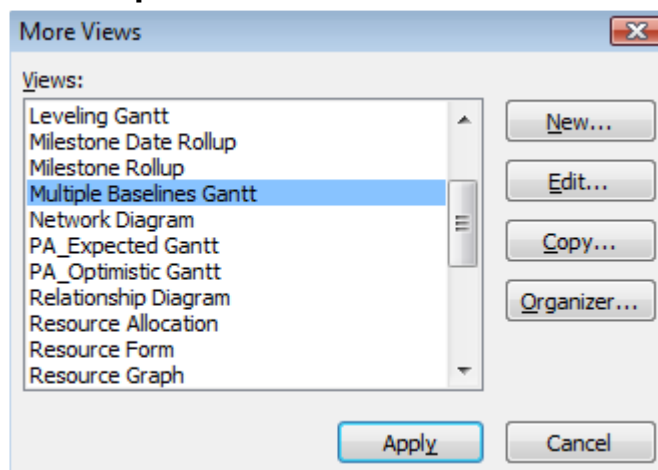 More Views
Views:
Leveling Gantt
Milestone Date Rollup
Milestone Rollup
Multiple Baselines Gantt
Network Diagram
PA_Expected Gantt
PA_Optimistic Gantt
Relationship Diagram
Resource Allocation
Resource Form
Resource Graph
New...
Edit...
Copy...
Organizer...
Apply
Cancel